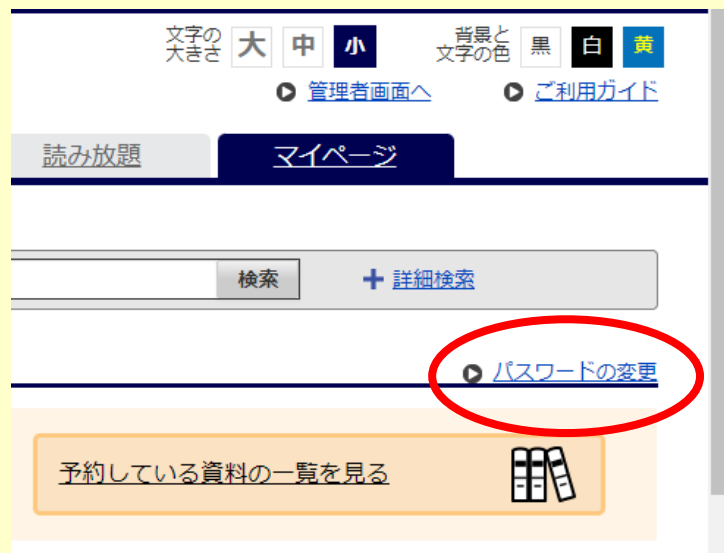 文字の
大きさ 大 中 小 背景と
文字の色 黒 白 黄
管理者画面へ ご利用ガイド
読み放題 マイページ
検索 詳細検索
パスワードの変更
予約している資料の一覧を見る